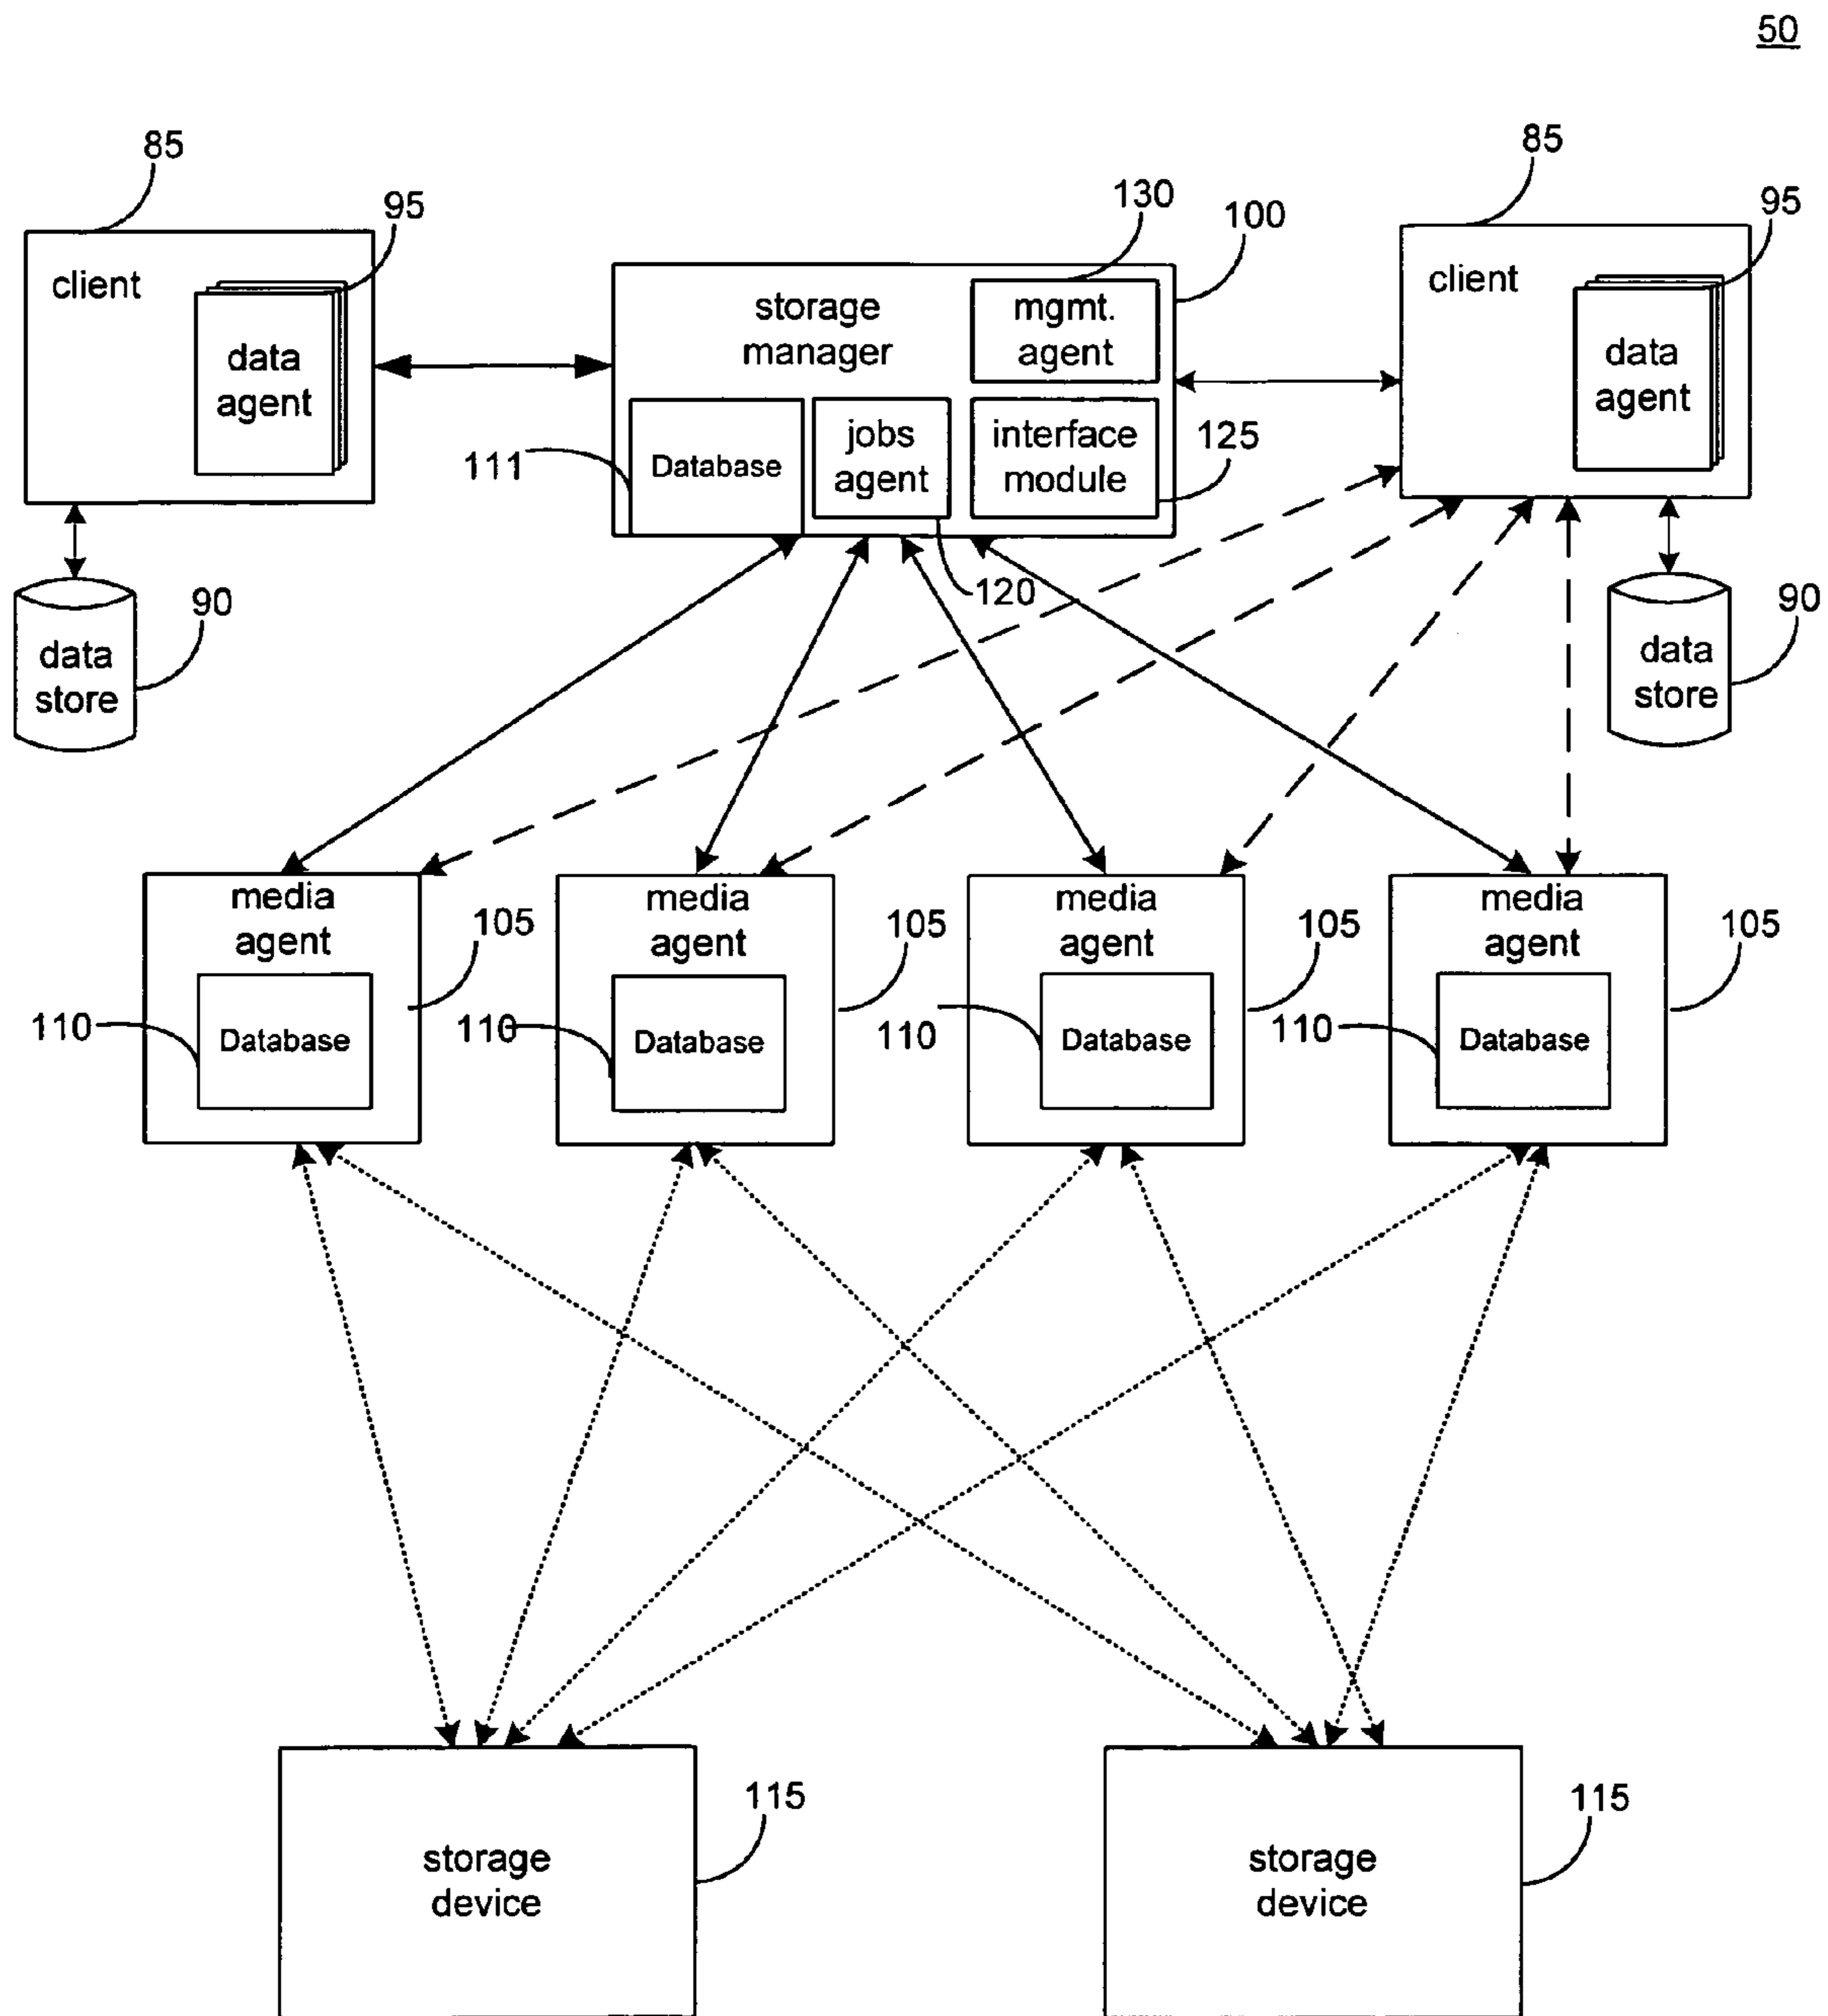 50
85
85
95
130
100
95
client
data
agent
storage
manager
mgmt.
agent
client
data
agent
111
Database
jobs
agent
interface
module
125
120
90
data
store
90
data
store
media
agent
105
110
Database
media
agent
105
110
Database
media
agent
105
110
Database
media
agent
105
110
Database
storage
device
115
storage
device
115